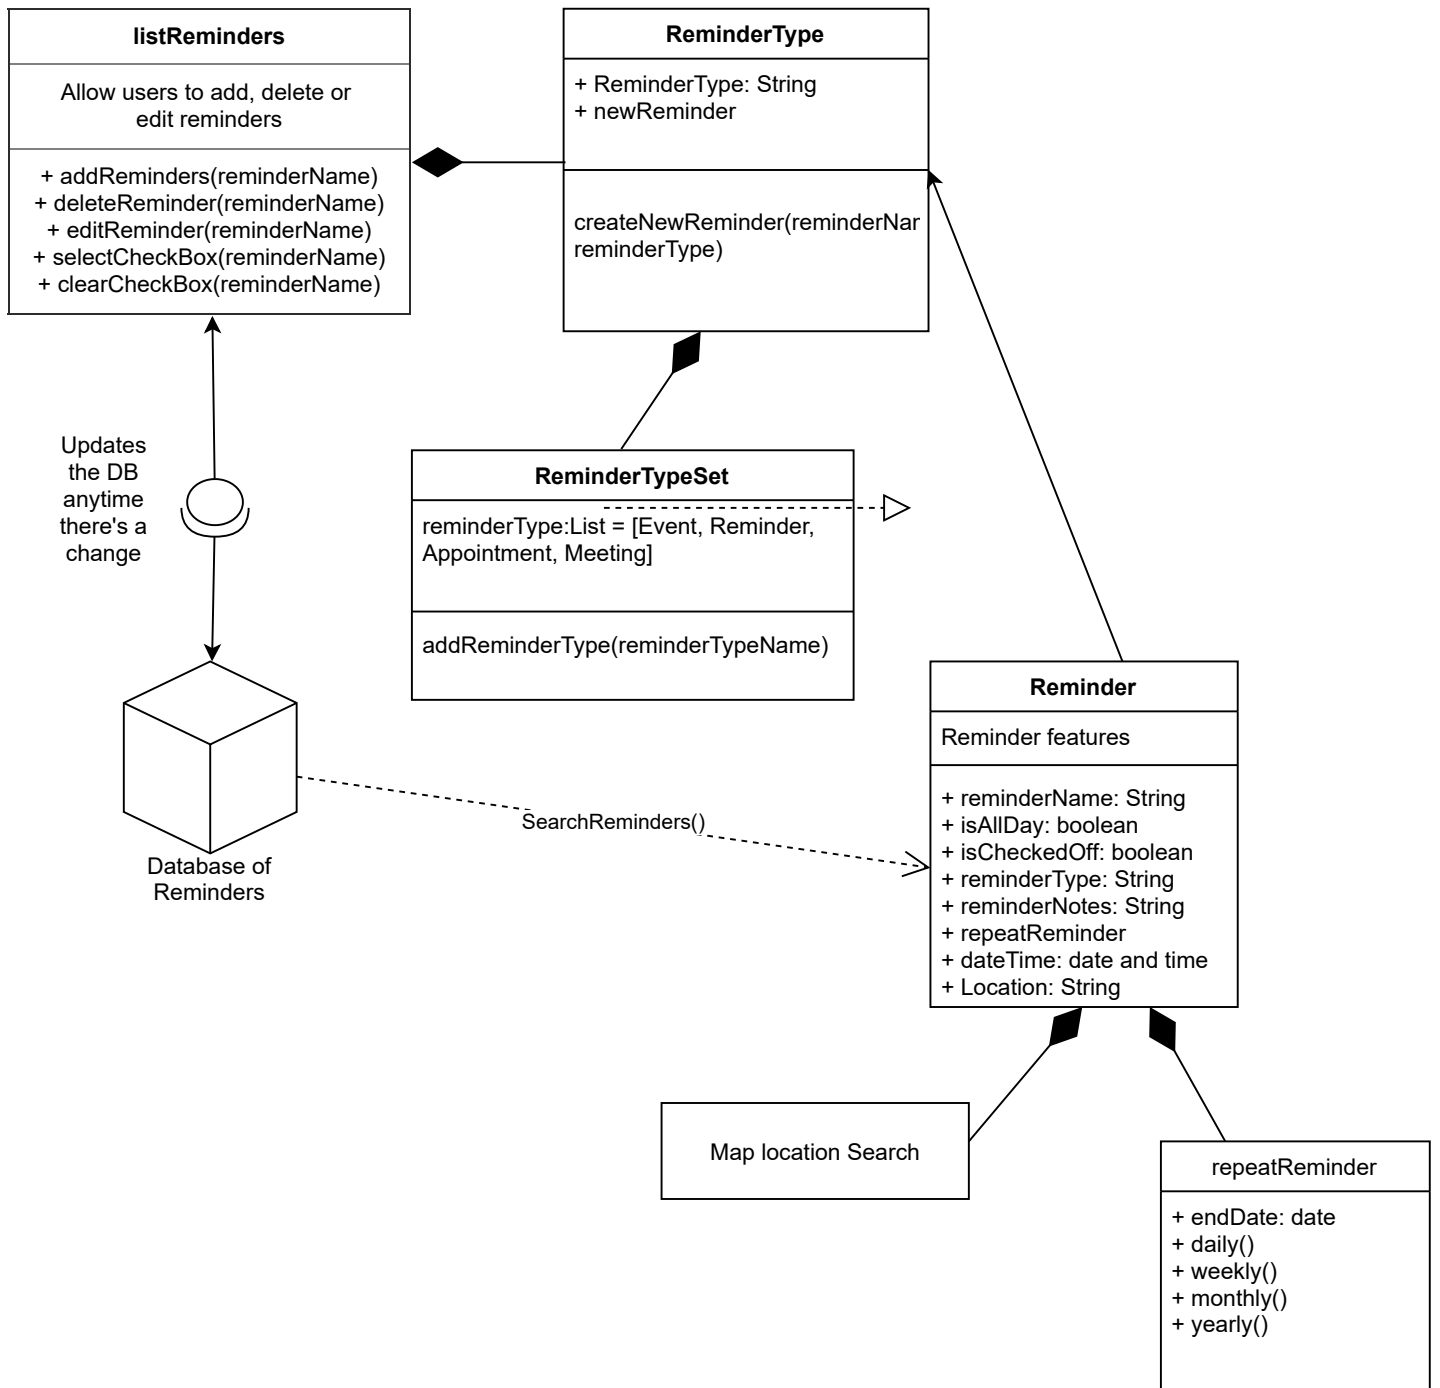 listReminders
Allow users to add, delete or
edit reminders
+ addReminders(reminderName)
+ deleteReminder(reminderName)
+ editReminder(reminderName)
+ selectCheckBox(reminderName)
+ clearCheckBox(reminderName)
ReminderType
+ ReminderType: String
+ newReminder
createNewReminder(reminderNar
reminderType)
Updates
the DB
anytime
there's a
change
ReminderTypeSet
reminderType:List = [Event, Reminder,
Appointment, Meeting]
addReminderType(reminderTypeName)
Database of
Reminders
SearchReminders()
Reminder
Reminder features
+ reminderName: String
+ isAllDay: boolean
+ isCheckedOff: boolean
+ reminderType: String
+ reminderNotes: String
+ repeatReminder
+ dateTime: date and time
+ Location: String
Map location Search
repeatReminder
+ endDate: date
+ daily()
+ weekly()
+ monthly()
+ yearly()